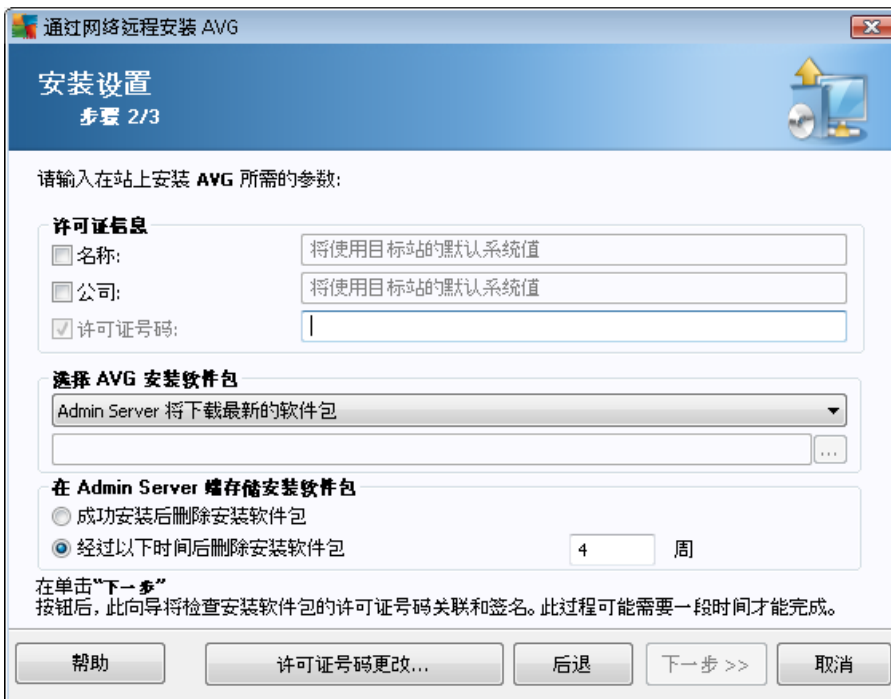 通过网络远程安装 AVG
安装设置
步骤 2/3
请输入在站上安装 AVG 所需的参数:
许可证信息
名称:
将使用目标站的默认系统值
公司:
将使用目标站的默认系统值
许可证号码:
选择 AVG 安装软件包
Admin Server 将下载最新的软件包
...
在 Admin Server 端存储安装软件包
成功安装后删除安装软件包
经过以下时间后删除安装软件包 4 周
在单击“下一步”
按钮后，此向导将检查安装软件包的许可证号码关联和签名。此过程可能需要一段时间才能完成。
帮助 许可证号码更改... 后退 下一步 >> 取消